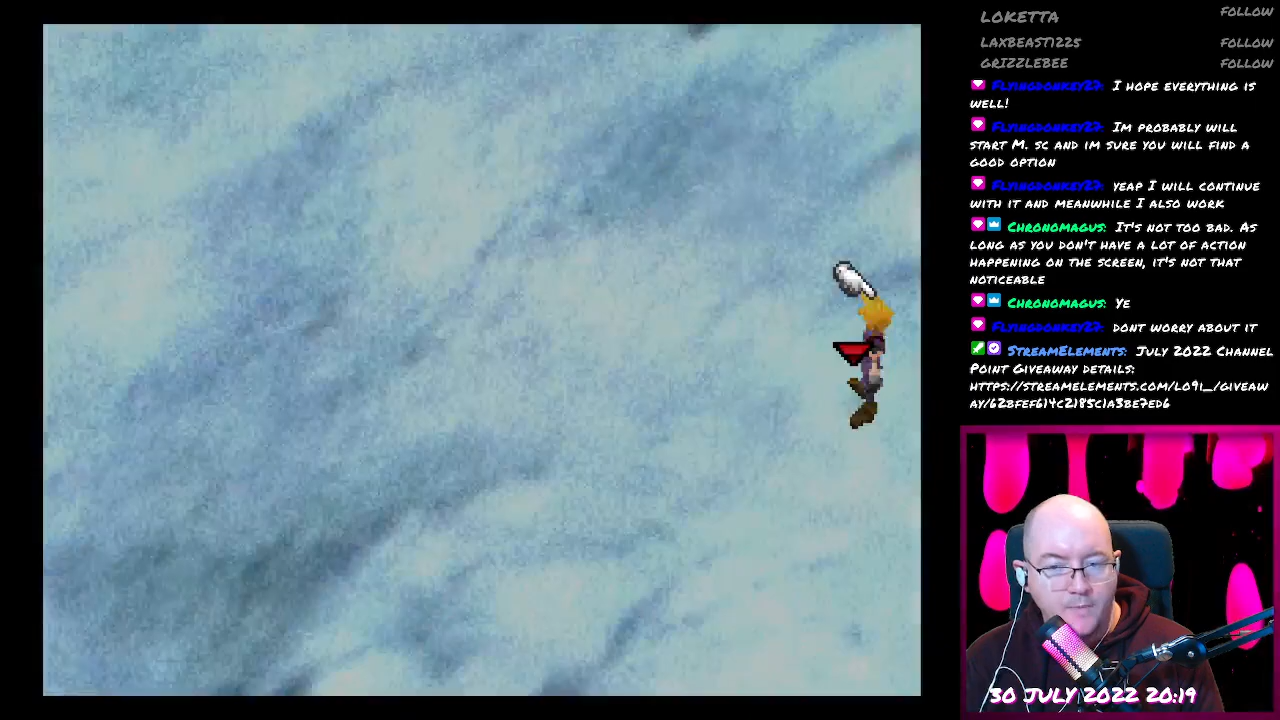 LOKETTA FOLLOW
LAXBEAST1225 FOLLOW
GRIZZLEBEE FOLLOW
FLYINGDONKEY27: I HOPE EVERYTHING IS
WELL!
FLYINGDONKEY27: IM PROBABLY WILL
START M. SC AND IM SURE YOU WILL FIND A
GOOD OPTION
FLYINGDONKEY27: YEAP I WILL CONTINUE
WITH IT AND MEANWHILE I ALSO WORK
CHRONOMAGUS: IT'S NOT TOO BAD. AS
LONG AS YOU DON'T HAVE A LOT OF ACTION
HAPPENING ON THE SCREEN, IT'S NOT THAT
NOTICEABLE
CHRONOMAGUS: YE
FLYINGDONKEY27: DONT WORRY ABOUT IT
STREAMELEMENTS: JULY 2022 CHANNEL
POINT GIVEAWAY DETAILS:
HTTPS://STREAMELEMENTS.COM/LO9I_/GIVEAW
AY/62BFEF614C2185C1A3BE7ED6
30 JULY 2022 20:19